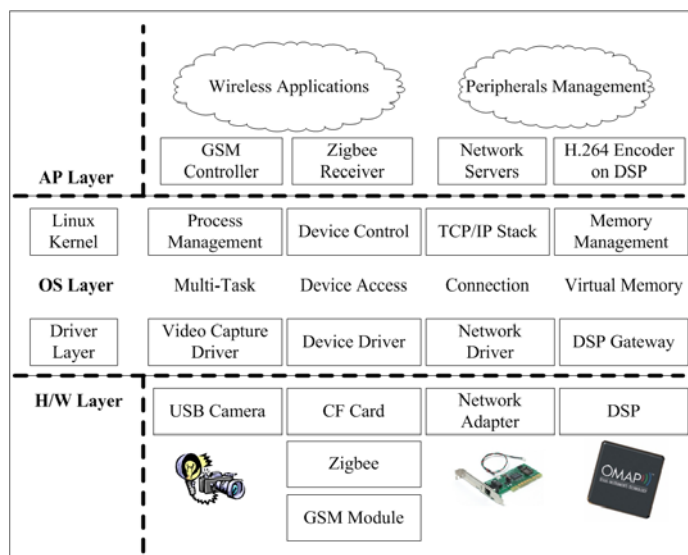 Wireless Applications
Peripherals Management
GSM
Controller
Zigbee
Receiver
Network
Servers
H.264 Encoder
on DSP
AP Layer
Linux
Kernel
Process
Management
Device Control
TCP/IP Stack
Memory
Management
OS Layer
Multi-Task
Device Access
Connection
Virtual Memory
Driver
Layer
Video Capture
Driver
Device Driver
Network
Driver
DSP Gateway
H/W Layer
USB Camera
CF Card
Network
Adapter
DSP
Zigbee
GSM Module
OMAP